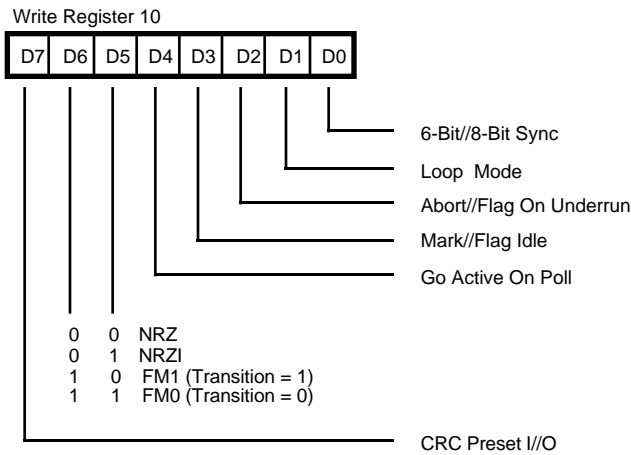 Write Register 10
D7 D6 D5 D4 D3 D2 D1 D0
6-Bit//8-Bit Sync
Loop Mode
Abort//Flag On Underrun
Mark//Flag Idle
Go Active On Poll
0 0 NRZ
0 1 NRZI
1 0 FM1 (Transition = 1)
1 1 FM0 (Transition = 0)
CRC Preset I//O